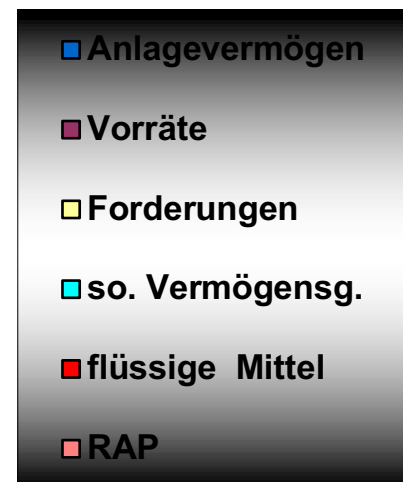 Anlagevermögen
Vorräte
Forderungen
so. Vermögensg.
flüssige Mittel
RAP